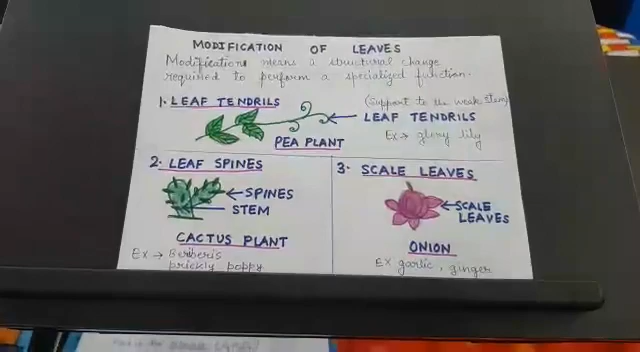 MODIFICATION OF LEAVES
Modification means a structural change
required to perform a specialized function.
1. LEAF TENDRILS
(Support to the weak stem)
LEAF TENDRILS
Ex → glory lily
PEA PLANT
2. LEAF SPINES
SPINES
STEM
CACTUS PLANT
Ex → Berberis
prickly poppy
3. SCALE LEAVES
SCALE
LEAVES
ONION
Ex garlic, ginger